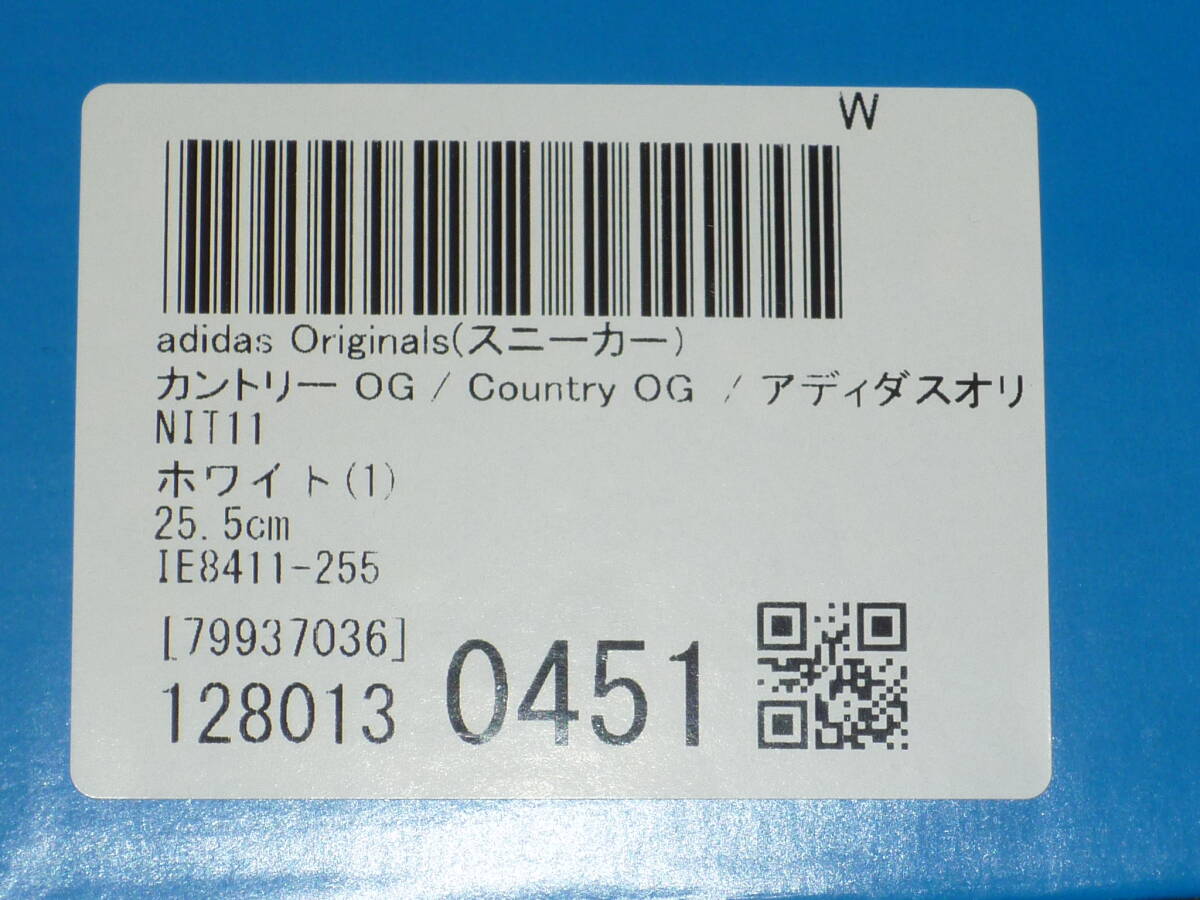 W
adidas Originals(スニーカー)
カントリー OG / Country OG / アディダスオリ
NIT11
ホワイト(1)
25.5cm
IE8411-255
[79937036]
128013 0451